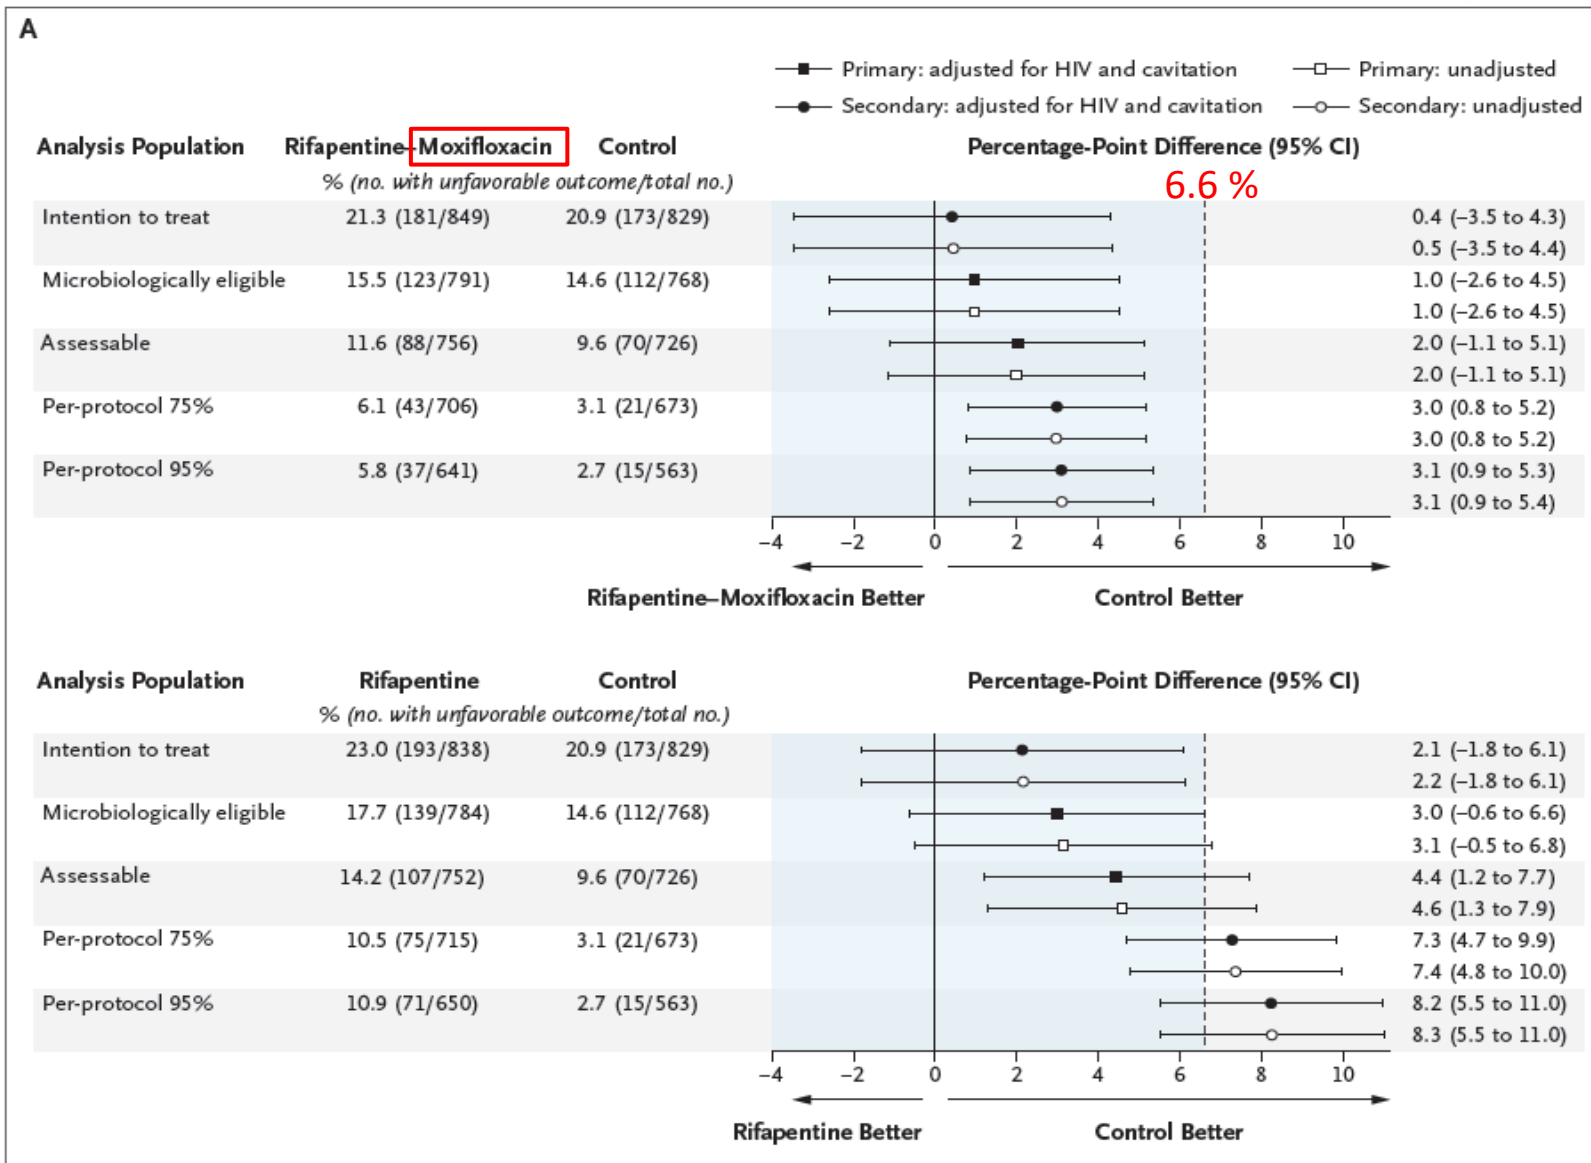 A
Primary: adjusted for HIV and cavitation Primary: unadjusted
Secondary: adjusted for HIV and cavitation Secondary: unadjusted
Analysis Population Rifapentine–Moxifloxacin Control Percentage-Point Difference (95% CI)
% (no. with unfavorable outcome/total no.) 6.6 %
Intention to treat 21.3 (181/849) 20.9 (173/829) 0.4 (–3.5 to 4.3)
0.5 (–3.5 to 4.4)
Microbiologically eligible 15.5 (123/791) 14.6 (112/768) 1.0 (–2.6 to 4.5)
1.0 (–2.6 to 4.5)
Assessable 11.6 (88/756) 9.6 (70/726) 2.0 (–1.1 to 5.1)
2.0 (–1.1 to 5.1)
Per-protocol 75% 6.1 (43/706) 3.1 (21/673) 3.0 (0.8 to 5.2)
3.0 (0.8 to 5.2)
Per-protocol 95% 5.8 (37/641) 2.7 (15/563) 3.1 (0.9 to 5.3)
3.1 (0.9 to 5.4)
–4 –2 0 2 4 6 8 10
Rifapentine–Moxifloxacin Better Control Better
Analysis Population Rifapentine Control Percentage-Point Difference (95% CI)
% (no. with unfavorable outcome/total no.)
Intention to treat 23.0 (193/838) 20.9 (173/829) 2.1 (–1.8 to 6.1)
2.2 (–1.8 to 6.1)
Microbiologically eligible 17.7 (139/784) 14.6 (112/768) 3.0 (–0.6 to 6.6)
3.1 (–0.5 to 6.8)
Assessable 14.2 (107/752) 9.6 (70/726) 4.4 (1.2 to 7.7)
4.6 (1.3 to 7.9)
Per-protocol 75% 10.5 (75/715) 3.1 (21/673) 7.3 (4.7 to 9.9)
7.4 (4.8 to 10.0)
Per-protocol 95% 10.9 (71/650) 2.7 (15/563) 8.2 (5.5 to 11.0)
8.3 (5.5 to 11.0)
–4 –2 0 2 4 6 8 10
Rifapentine Better Control Better